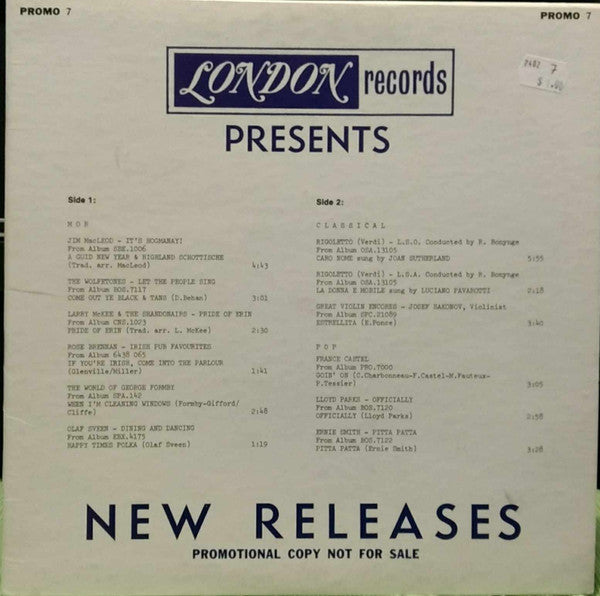 PROMO 7
PROMO 7
LONDON records
PRESENTS
7
$ .00
Side 1:
MOR
JIM MacLEOD - IT'S HOGMANAY!
From Album SBE.1006
A GUID NEW YEAR & HIGHLAND SCHOTTISCHE
(Trad. arr. MacLeod) 4:43
THE WOLFETONES - LET THE PEOPLE SING
From Album BOS.7117
COME OUT YE BLACK & TANS (D.Behan) 3:01
LARRY McKEE & THE SHANDONAIRS - PRIDE OF ERIN
From Album CNS.1023
PRIDE OF ERIN (Trad. arr. L. McKee) 2:30
ROSE BRENNAN - IRISH PUB FAVOURITES
From Album 6438 065
IF YOU'RE IRISH, COME INTO THE PARLOUR
(Glenville/Miller) 1:41
THE WORLD OF GEORGE FORMBY
From Album SPA.142
WHEN I'M CLEANING WINDOWS (Formby-Gifford/
Cliffe) 2:48
OLAF SVEEN - DINING AND DANCING
From Album EBX.4175
HAPPY TIMES POLKA (Olaf Sveen) 1:19
Side 2:
CLASSICAL
RIGOLETTO (Verdi) - L.S.O. Conducted by R. Bonynge
From Album OSA.13105
CARO NOME sung by JOAN SUTHERLAND 5:55
RIGOLETTO (Verdi) - L.S.A. Conducted by R. Bonynge
From Album OSA.13105
LA DONNA E MOBILE sung by LUCIANO PAVAROTTI 2:18
GREAT VIOLIN ENCORES - JOSEF SAKONOV, Violinist
From Album SPC.21089
ESTRELLITA (E.Ponce) 3:40
POP
FRANCE CASTEL
From Album PRO.7000
GOIN' ON (C.Charbonneau-F.Castel-M.Fauteux-
P.Tessier) 3:05
LLOYD PARKS - OFFICIALLY
From Album BOS.7120
OFFICIALLY (Lloyd Parks) 2:58
ERNIE SMITH - PITTA PATTA
From Album BOS.7122
PITTA PATTA (Ernie Smith) 3:28
NEW RELEASES
PROMOTIONAL COPY NOT FOR SALE